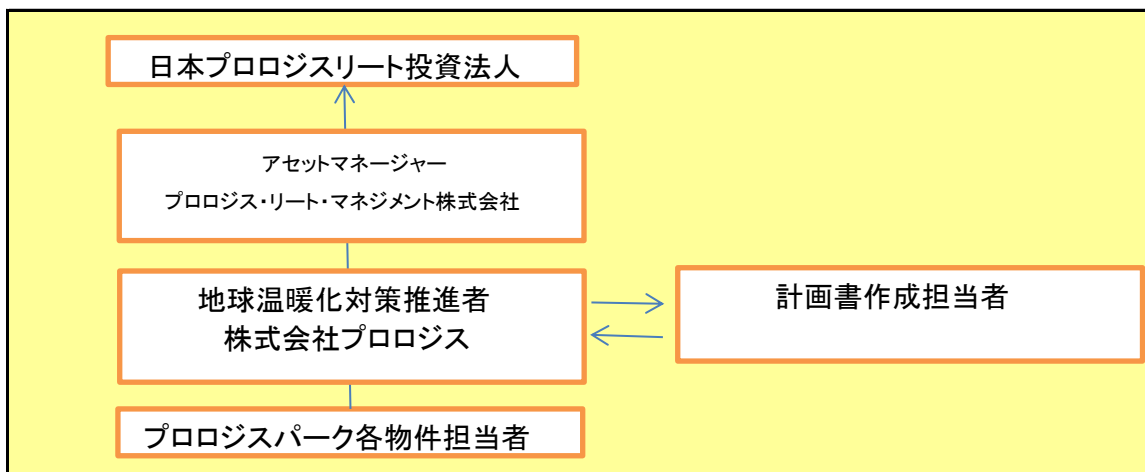 日本プロロジスリート投資法人
アセットマネージャー
プロロジス・リート・マネジメント株式会社
地球温暖化対策推進者
株式会社プロロジス
計画書作成担当者
プロロジスパーク各物件担当者